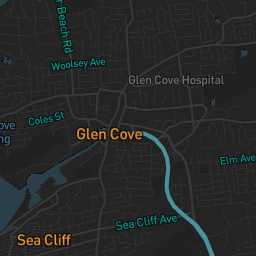 r Beach Rd
Woolsey Ave
Glen Cove Hospital
Coles St
ove
ng
Glen Cove
Elm Ave
Sea Cliff Ave
Sea Cliff